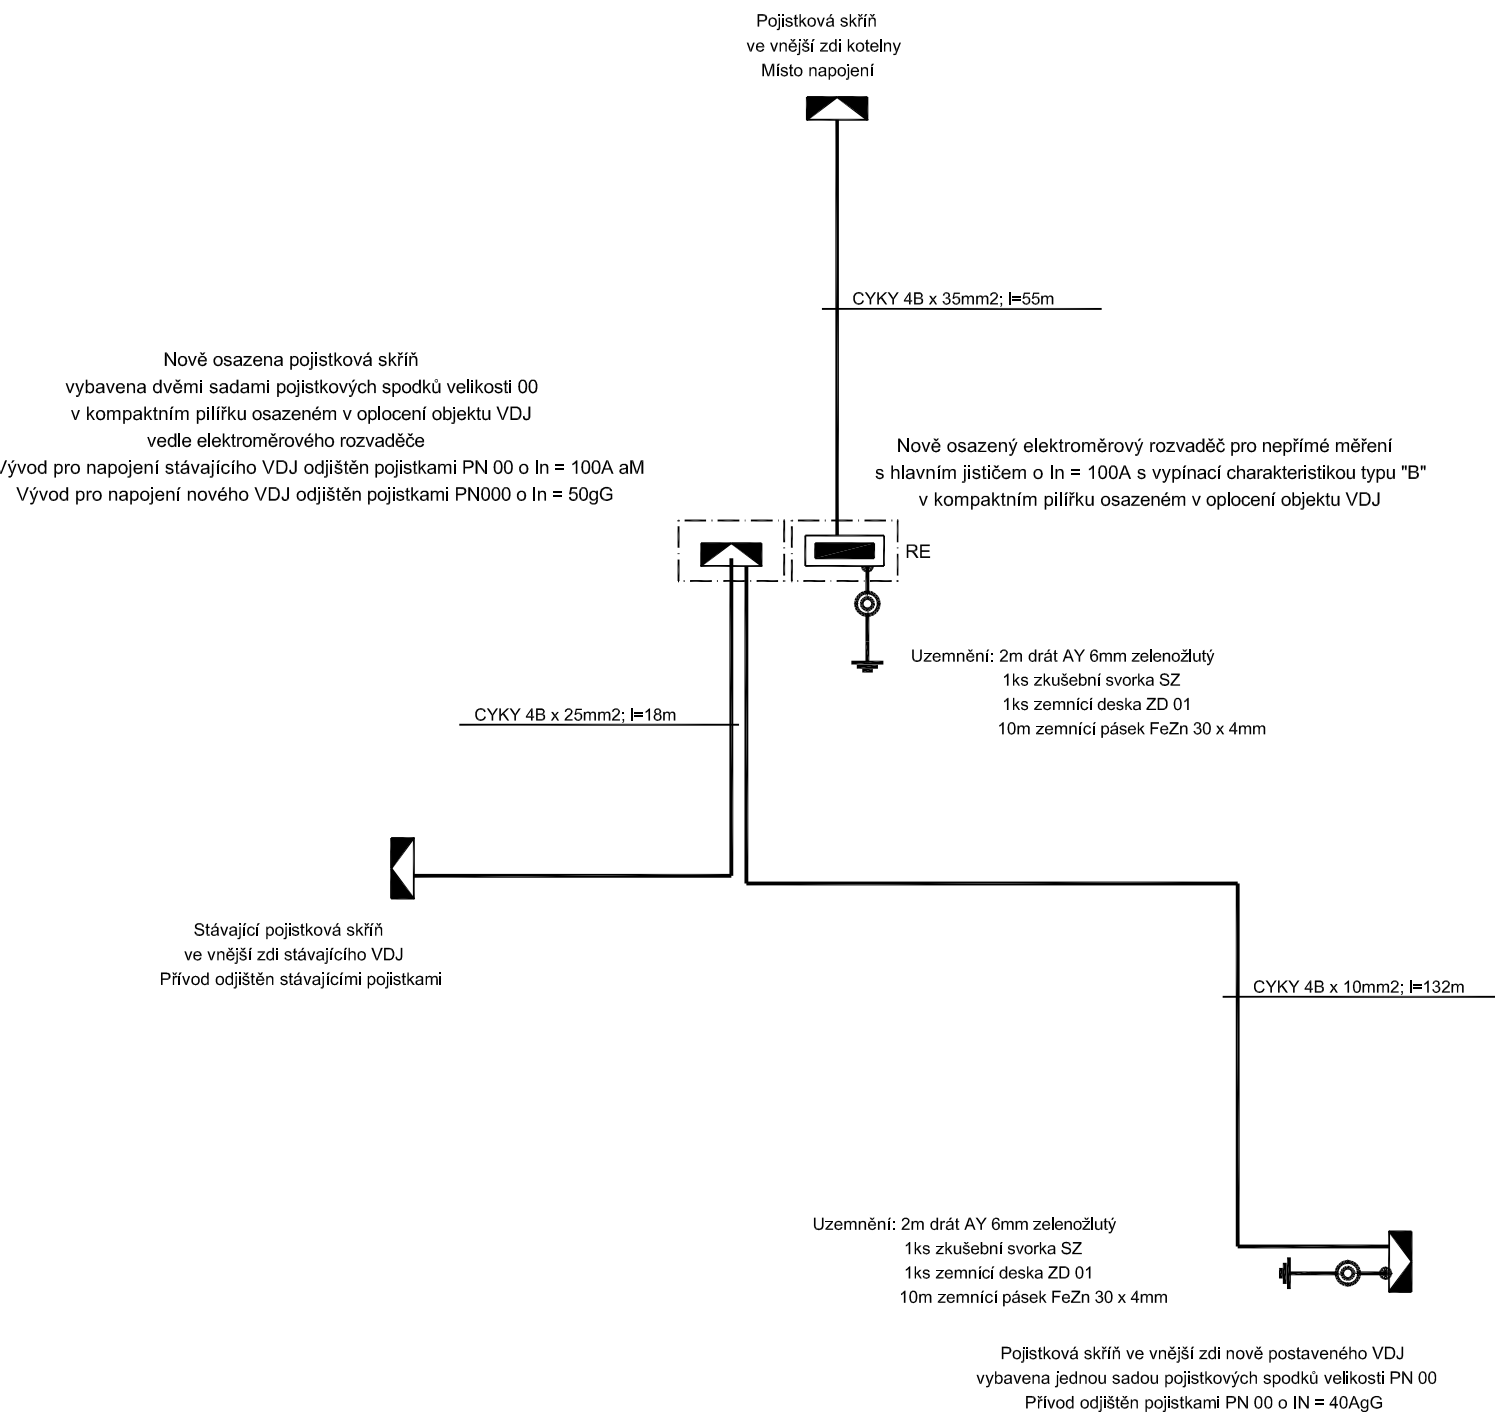 Pojistková skříň
ve vnější zdi kotelny
Místo napojení
CYKY 4B x 35mm2; l=55m
Nově osazena pojistková skříň
vybavena dvěmi sadami pojistkových spodků velikosti 00
v kompaktním pilířku osazeném v oplocení objektu VDJ
vedle elektroměrového rozvaděče
Vývod pro napojení stávajícího VDJ odjištěn pojistkami PN 00 o In = 100A aM
Vývod pro napojení nového VDJ odjištěn pojistkami PN000 o In = 50gG
Nově osazený elektroměrový rozvaděč pro nepřímé měření
s hlavním jističem o In = 100A s vypínací charakteristikou typu "B"
v kompaktním pilířku osazeném v oplocení objektu VDJ
RE
Uzemnění: 2m drát AY 6mm zelenožlutý
1ks zkušební svorka SZ
1ks zemnící deska ZD 01
10m zemnící pásek FeZn 30 x 4mm
CYKY 4B x 25mm2; l=18m
Stávající pojistková skříň
ve vnější zdi stávajícího VDJ
Přívod odjištěn stávajícími pojistkami
CYKY 4B x 10mm2; l=132m
Uzemnění: 2m drát AY 6mm zelenožlutý
1ks zkušební svorka SZ
1ks zemnící deska ZD 01
10m zemnící pásek FeZn 30 x 4mm
Pojistková skříň ve vnější zdi nově postaveného VDJ
vybavena jednou sadou pojistkových spodků velikosti PN 00
Přívod odjištěn pojistkami PN 00 o IN = 40AgG